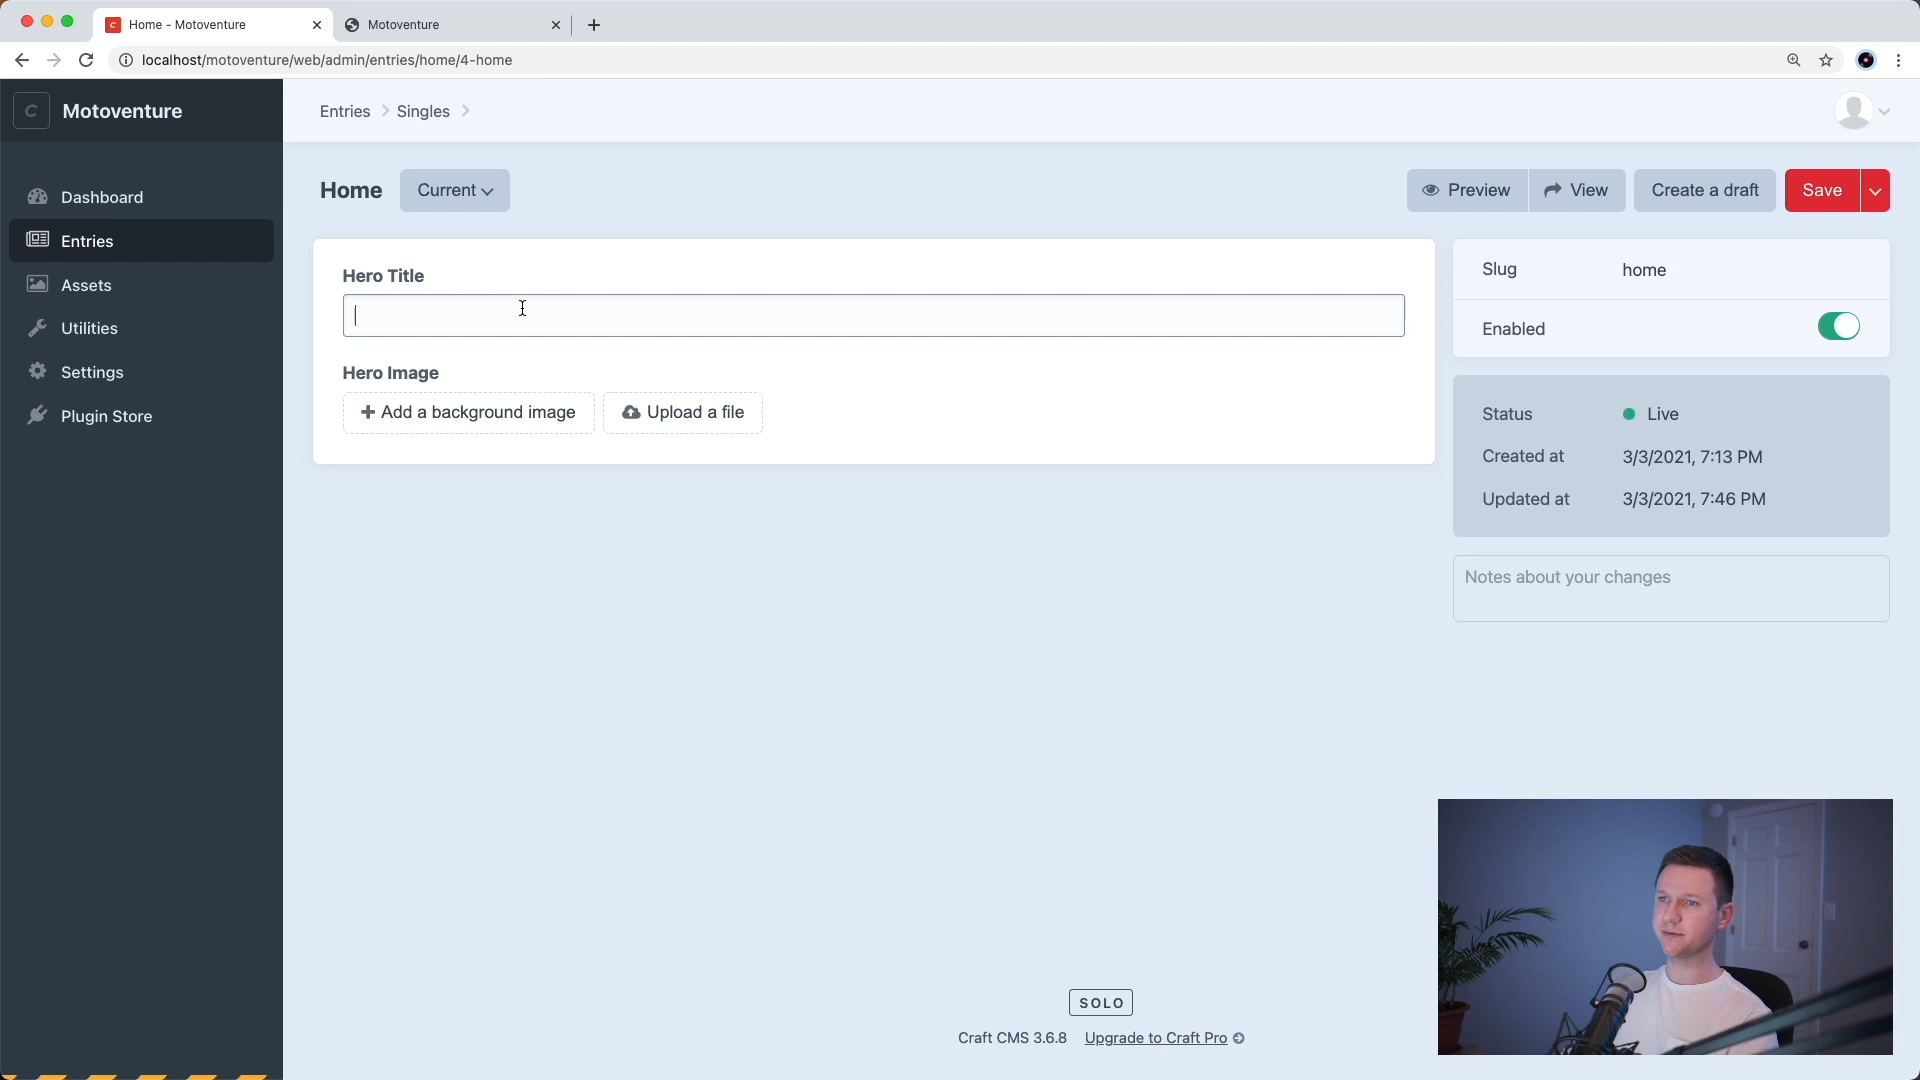 Home - Motoventure
Motoventure
localhost/motoventure/web/admin/entries/home/4-home
C
Motoventure
Entries
Singles
Dashboard
Entries
Assets
Utilities
Settings
Plugin Store
Home
Current
Preview
View
Create a draft
Save
Hero Title
Hero Image
+ Add a background image
Upload a file
Slug
home
Enabled
Status
Live
Created at
3/3/2021, 7:13 PM
Updated at
3/3/2021, 7:46 PM
Notes about your changes
SOLO
Craft CMS 3.6.8
Upgrade to Craft Pro